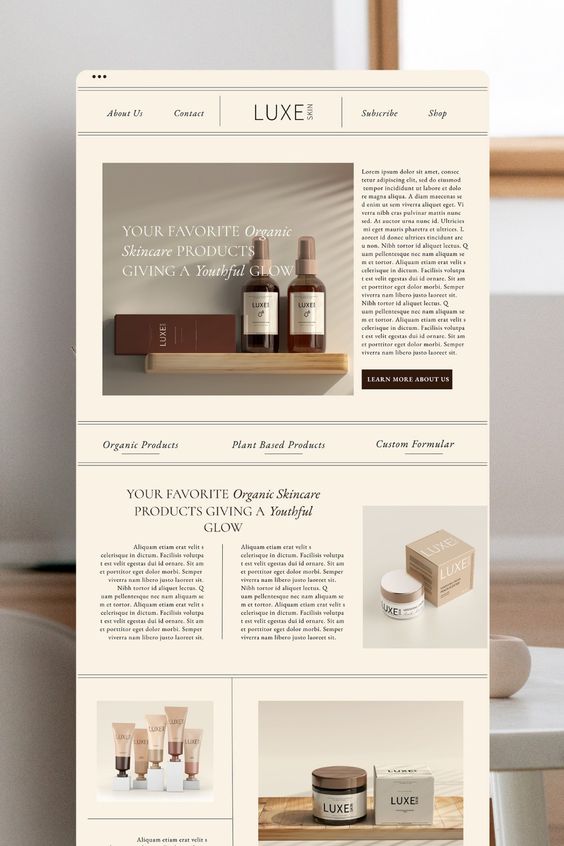 About Us
Contact
LUXE SKIN
Subscribe
Shop
YOUR FAVORITE Organic
Skincare PRODUCTS
GIVING A Youthful GLOW
LUXE
LUXE
LUXE
Lorem ipsum dolor sit amet, consec
tetur adipiscing elit, sed do eiusmod
tempor incididunt ut labore et dolo
re magna aliqua. A diam maecenas se
d enim ut sem viverra aliquet eget. Vi
verra nibh cras pulvinar mattis nunc
sed. At auctor urna nunc id. Ultricies
mi eget mauris pharetra et ultrices. L
aoreet id donec ultrices tincidunt arc
u non. Nibh tortor id aliquet lectus. Q
uam pellentesque nec nam aliquam se
m et tortor. Aliquam etiam erat velit s
celerisque in dictum. Facilisis volutpa
t est velit egestas dui id ornare. Sit am
et porttitor eget dolor morbi. Semper
viverra nam libero justo laoreet sit.
Nibh tortor id aliquet lectus. Q
uam pellentesque nec nam aliquam se
m et tortor. Aliquam etiam erat velit s
celerisque in dictum. Facilisis volutpa
t est velit egestas dui id ornare. Sit am
et porttitor eget dolor morbi. Semper
viverra nam libero justo laoreet sit.
LEARN MORE ABOUT US
Organic Products
Plant Based Products
Custom Formular
YOUR FAVORITE Organic Skincare
PRODUCTS GIVING A Youthful
GLOW
Aliquam etiam erat velit s
celerisque in dictum. Facilisis volutpa
t est velit egestas dui id ornare. Sit am
et porttitor eget dolor morbi. Semper
viverra nam libero justo laoreet sit.
Nibh tortor id aliquet lectus. Q
uam pellentesque nec nam aliquam se
m et tortor. Aliquam etiam erat velit s
celerisque in dictum. Facilisis volutpa
t est velit egestas dui id ornare. Sit am
et porttitor eget dolor morbi. Semper
viverra nam libero justo laoreet sit.
Aliquam etiam erat velit s
celerisque in dictum. Facilisis volutpa
t est velit egestas dui id ornare. Sit am
et porttitor eget dolor morbi. Semper
viverra nam libero justo laoreet sit.
Nibh tortor id aliquet lectus. Q
uam pellentesque nec nam aliquam se
m et tortor. Aliquam etiam erat velit s
celerisque in dictum. Facilisis volutpa
t est velit egestas dui id ornare. Sit am
et porttitor eget dolor morbi. Semper
viverra nam libero justo laoreet sit.
LUXE
LUXE
LUXE
LUXE
LUXE
LUXE
LUXE
LUXE
LUXE
LUXE
Aliquam etiam erat velit s